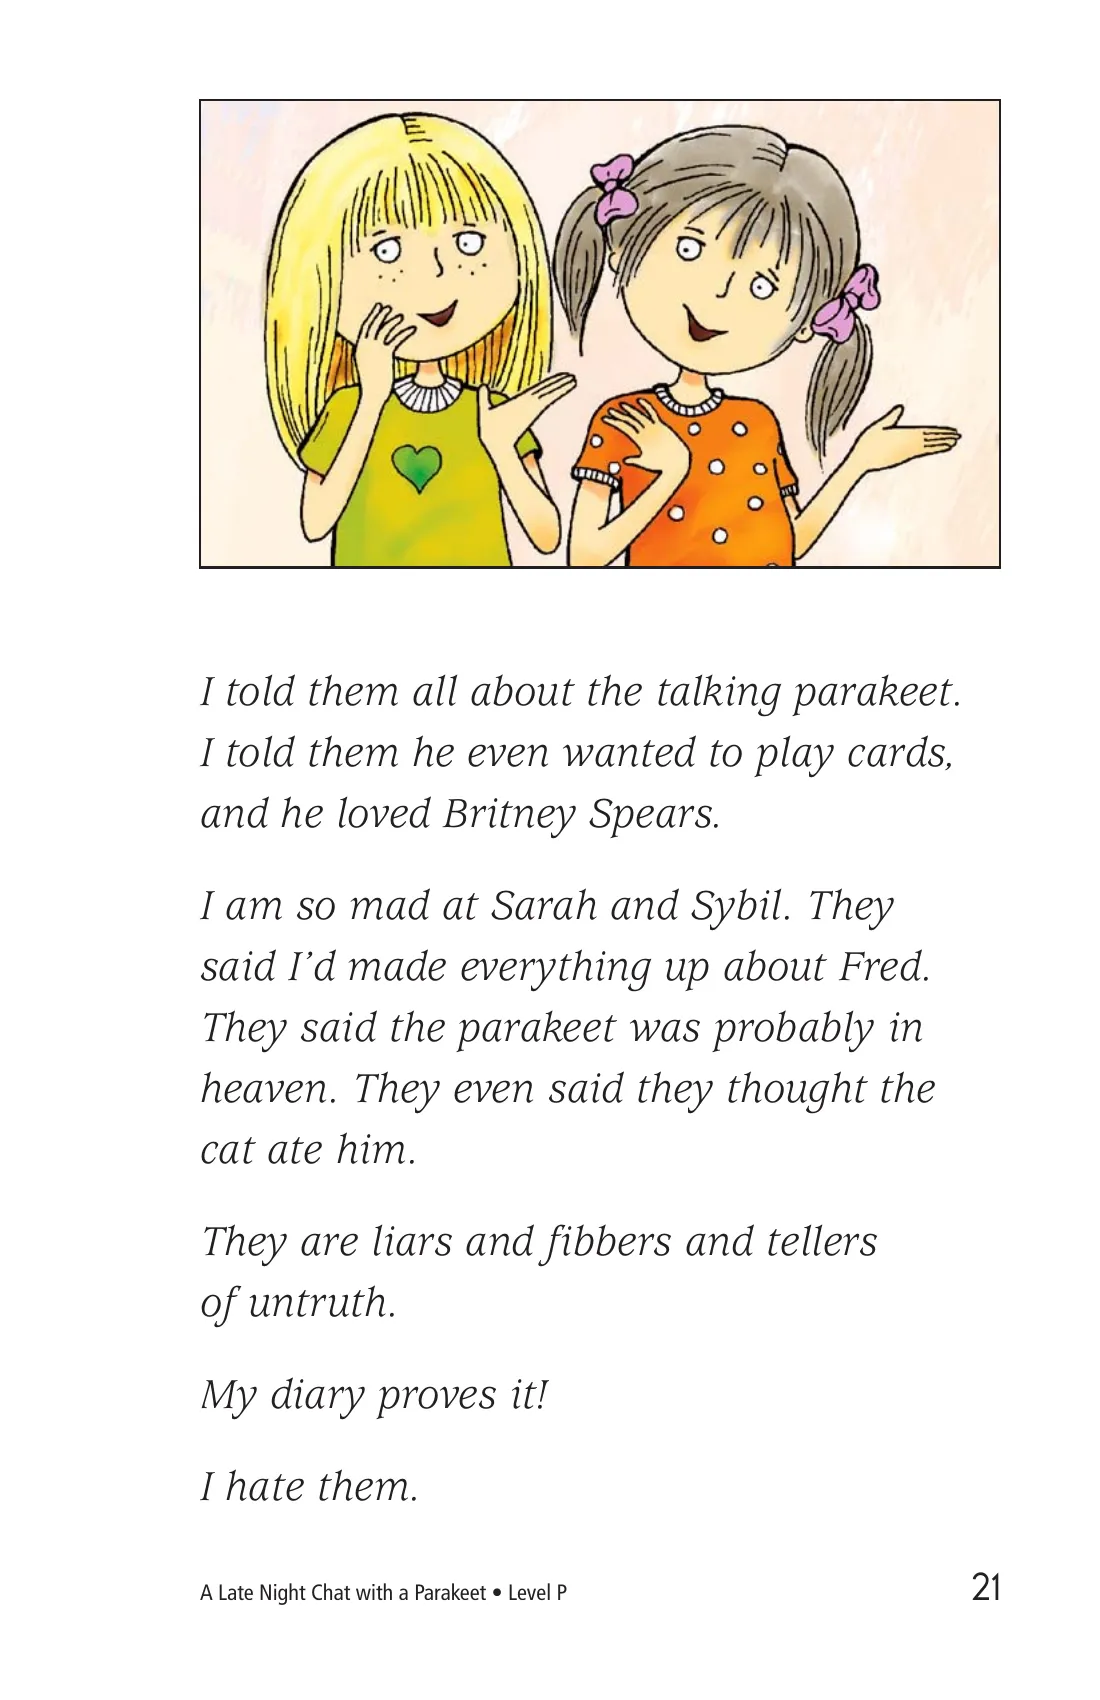 I told them all about the talking parakeet.
I told them he even wanted to play cards,
and he loved Britney Spears.
I am so mad at Sarah and Sybil. They
said I’d made everything up about Fred.
They said the parakeet was probably in
heaven. They even said they thought the
cat ate him.
They are liars and fibbers and tellers
of untruth.
My diary proves it!
I hate them.
A Late Night Chat with a Parakeet • Level P 21